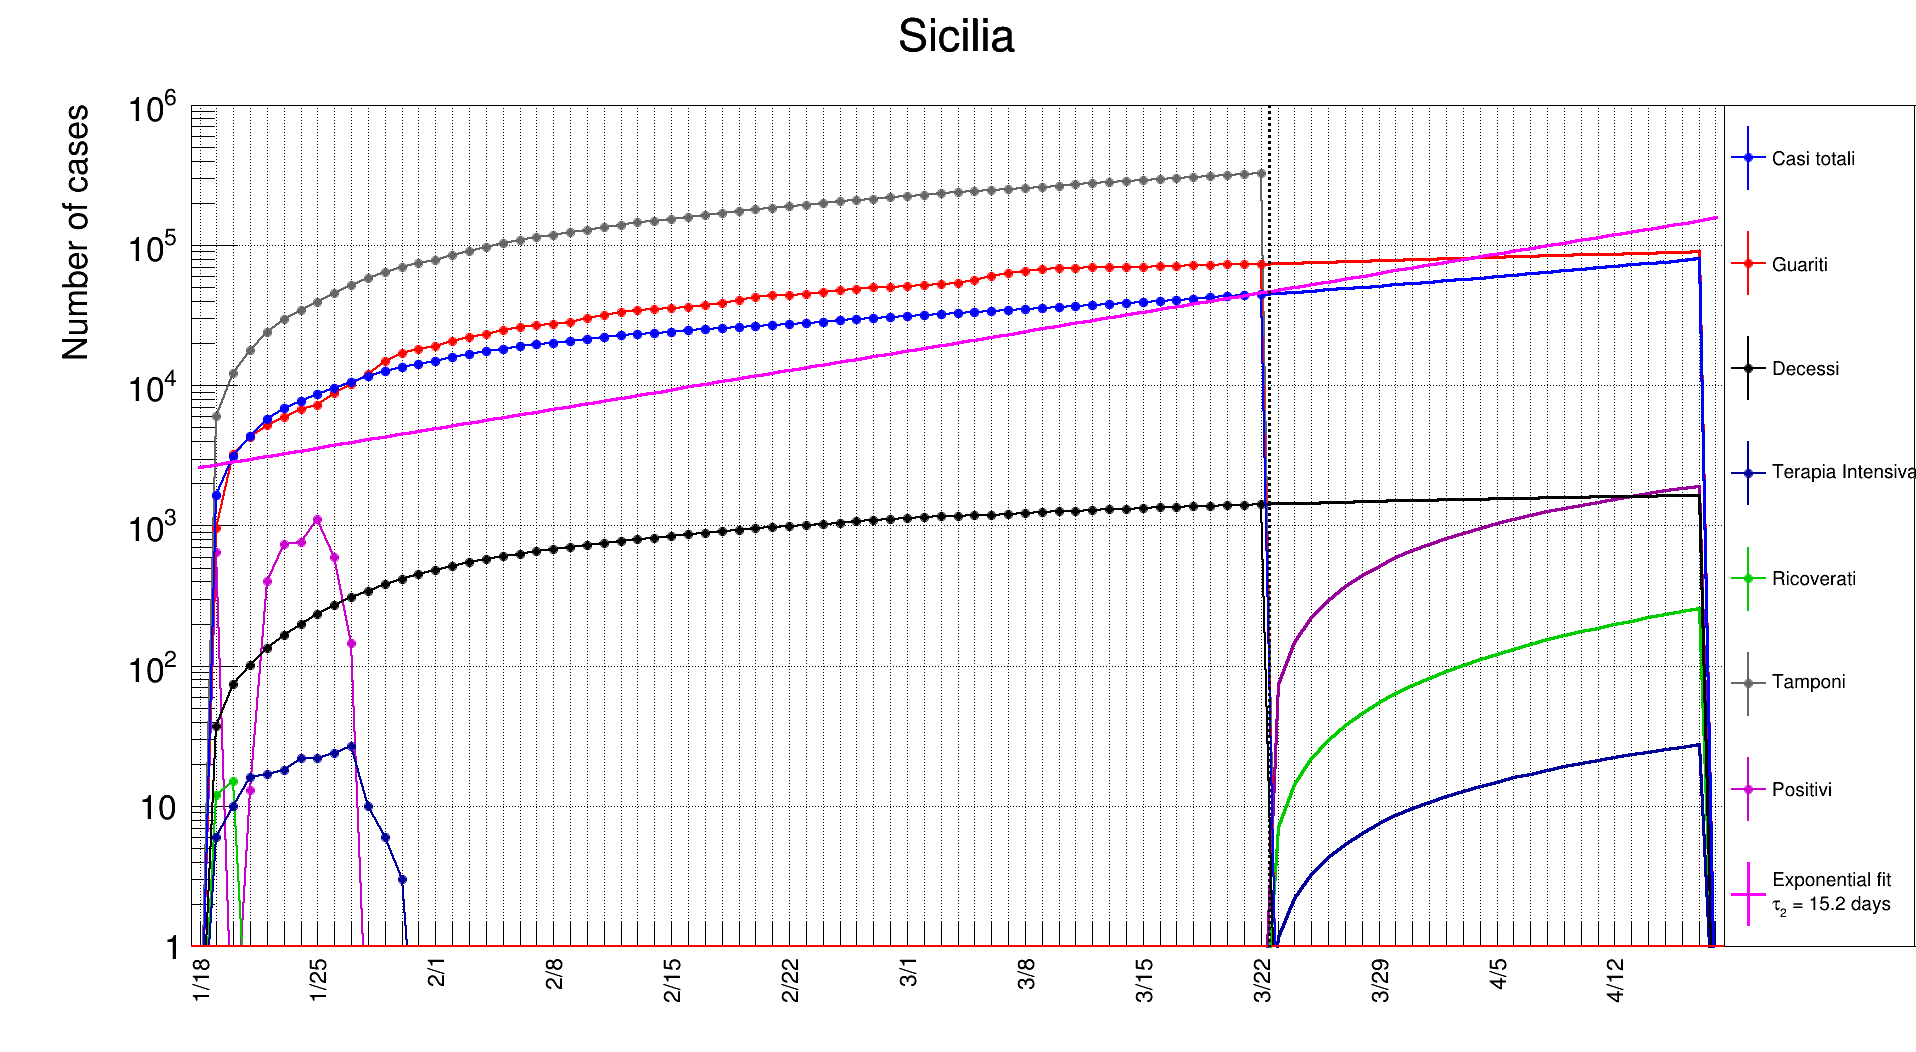 Sicilia
Number of cases
10^6
10^5
10^4
10^3
10^2
10
1
1/18
1/25
2/1
2/8
2/15
2/22
3/1
3/8
3/15
3/22
3/29
4/5
4/12
Casi totali
Guariti
Decessi
Terapia Intensiva
Ricoverati
Tamponi
Positivi
Exponential fit
τ₂ = 15.2 days